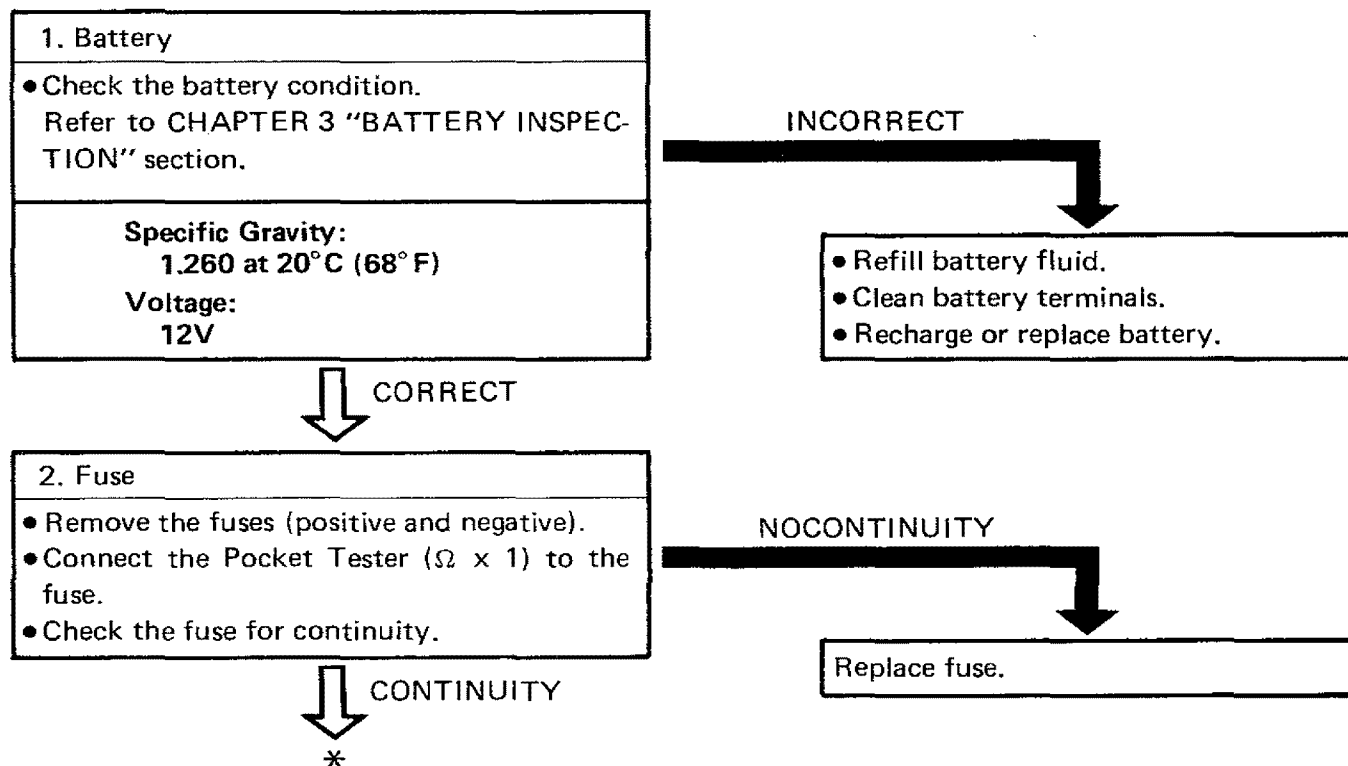 1. Battery
● Check the battery condition.
Refer to CHAPTER 3 "BATTERY INSPEC-
TION" section.
Specific Gravity:
1.260 at 20°C (68°F)
Voltage:
12V
INCORRECT
● Refill battery fluid.
● Clean battery terminals.
● Recharge or replace battery.
CORRECT
2. Fuse
● Remove the fuses (positive and negative).
● Connect the Pocket Tester (Ω x 1) to the
fuse.
● Check the fuse for continuity.
NOCONTINUITY
Replace fuse.
CONTINUITY
*